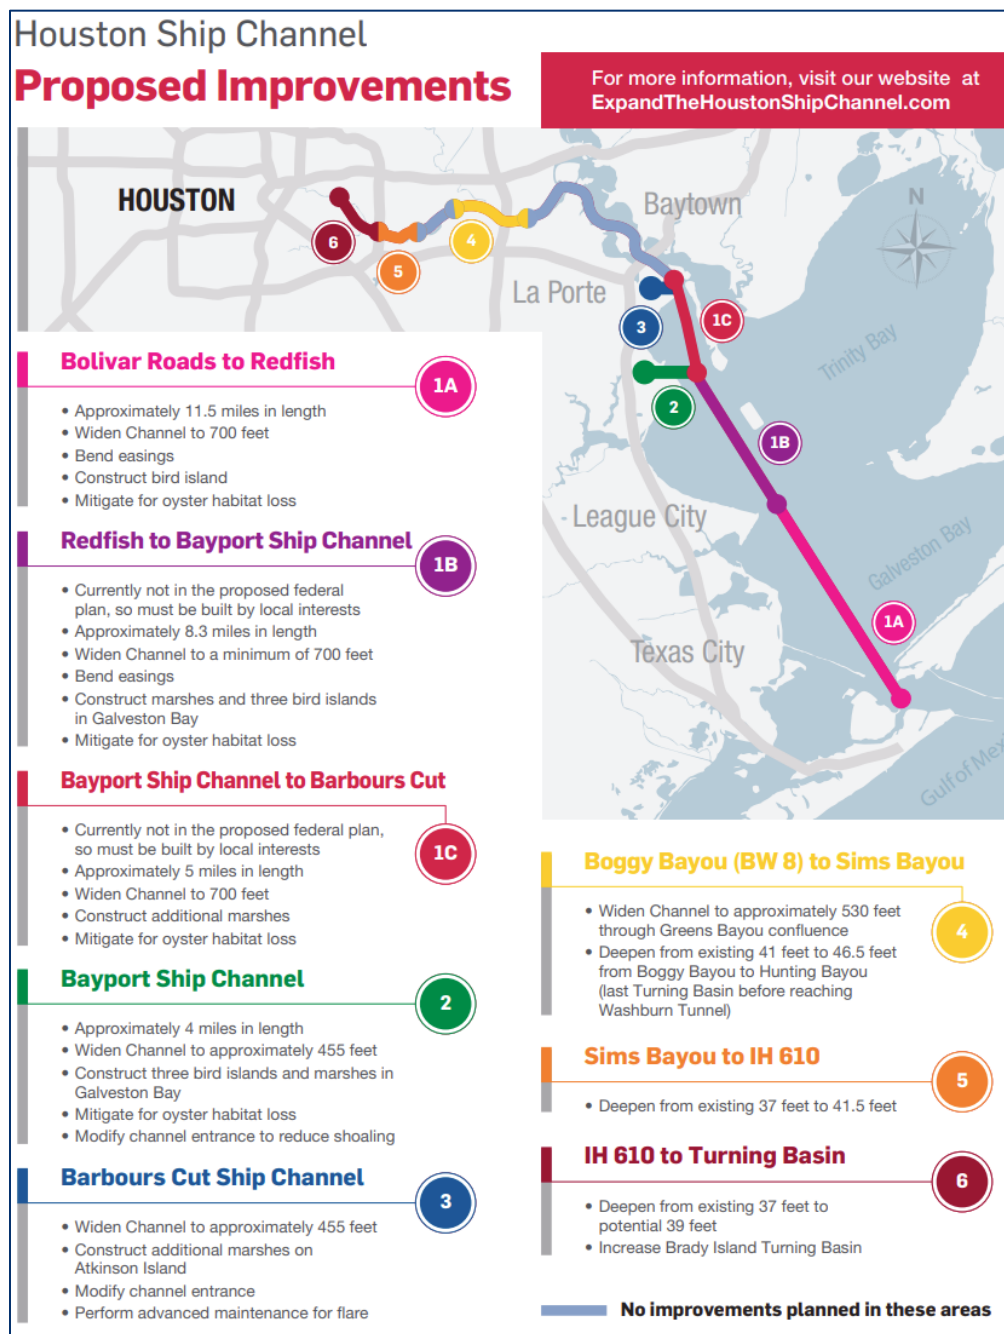 Houston Ship Channel
Proposed Improvements
For more information, visit our website at
ExpandTheHoustonShipChannel.com
HOUSTON
Baytown
N
La Porte
Trinity Bay
League City
Galveston Bay
Texas City
Gulf of Mexi
6
5
4
3
1C
2
1B
1A
Bolivar Roads to Redfish
1A
• Approximately 11.5 miles in length
• Widen Channel to 700 feet
• Bend easings
• Construct bird island
• Mitigate for oyster habitat loss
Redfish to Bayport Ship Channel
1B
• Currently not in the proposed federal
plan, so must be built by local interests
• Approximately 8.3 miles in length
• Widen Channel to a minimum of 700 feet
• Bend easings
• Construct marshes and three bird islands
in Galveston Bay
• Mitigate for oyster habitat loss
Bayport Ship Channel to Barbours Cut
1C
• Currently not in the proposed federal plan,
so must be built by local interests
• Approximately 5 miles in length
• Widen Channel to 700 feet
• Construct additional marshes
• Mitigate for oyster habitat loss
Bayport Ship Channel
2
• Approximately 4 miles in length
• Widen Channel to approximately 455 feet
• Construct three bird islands and marshes in
Galveston Bay
• Mitigate for oyster habitat loss
• Modify channel entrance to reduce shoaling
Barbours Cut Ship Channel
3
• Widen Channel to approximately 455 feet
• Construct additional marshes on
Atkinson Island
• Modify channel entrance
• Perform advanced maintenance for flare
Boggy Bayou (BW 8) to Sims Bayou
4
• Widen Channel to approximately 530 feet
through Greens Bayou confluence
• Deepen from existing 41 feet to 46.5 feet
from Boggy Bayou to Hunting Bayou
(last Turning Basin before reaching
Washburn Tunnel)
Sims Bayou to IH 610
5
• Deepen from existing 37 feet to 41.5 feet
IH 610 to Turning Basin
6
• Deepen from existing 37 feet to
potential 39 feet
• Increase Brady Island Turning Basin
No improvements planned in these areas